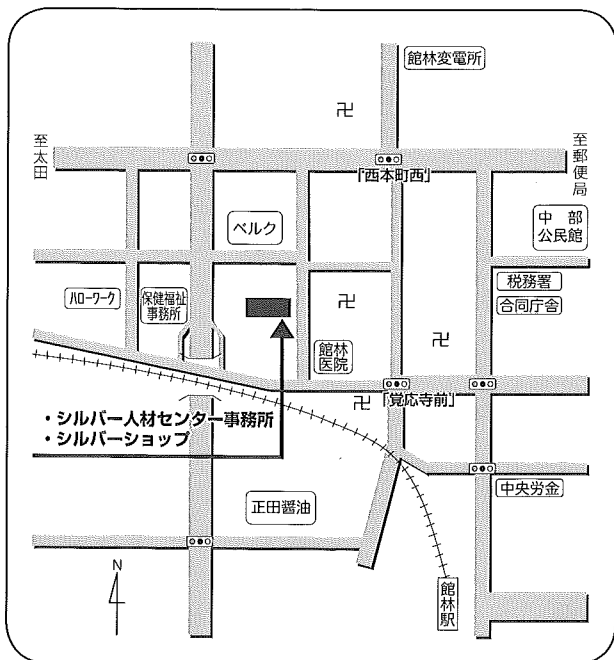 館林変電所
至太田
至郵便局
「西本町西」
中部
公民館
ベルク
税務署
合同庁舎
ハローワーク
保健福祉
事務所
館林
医院
「覚応寺前」
・シルバー人材センター事務所
・シルバーショップ
中央労金
正田醤油
N
館林駅